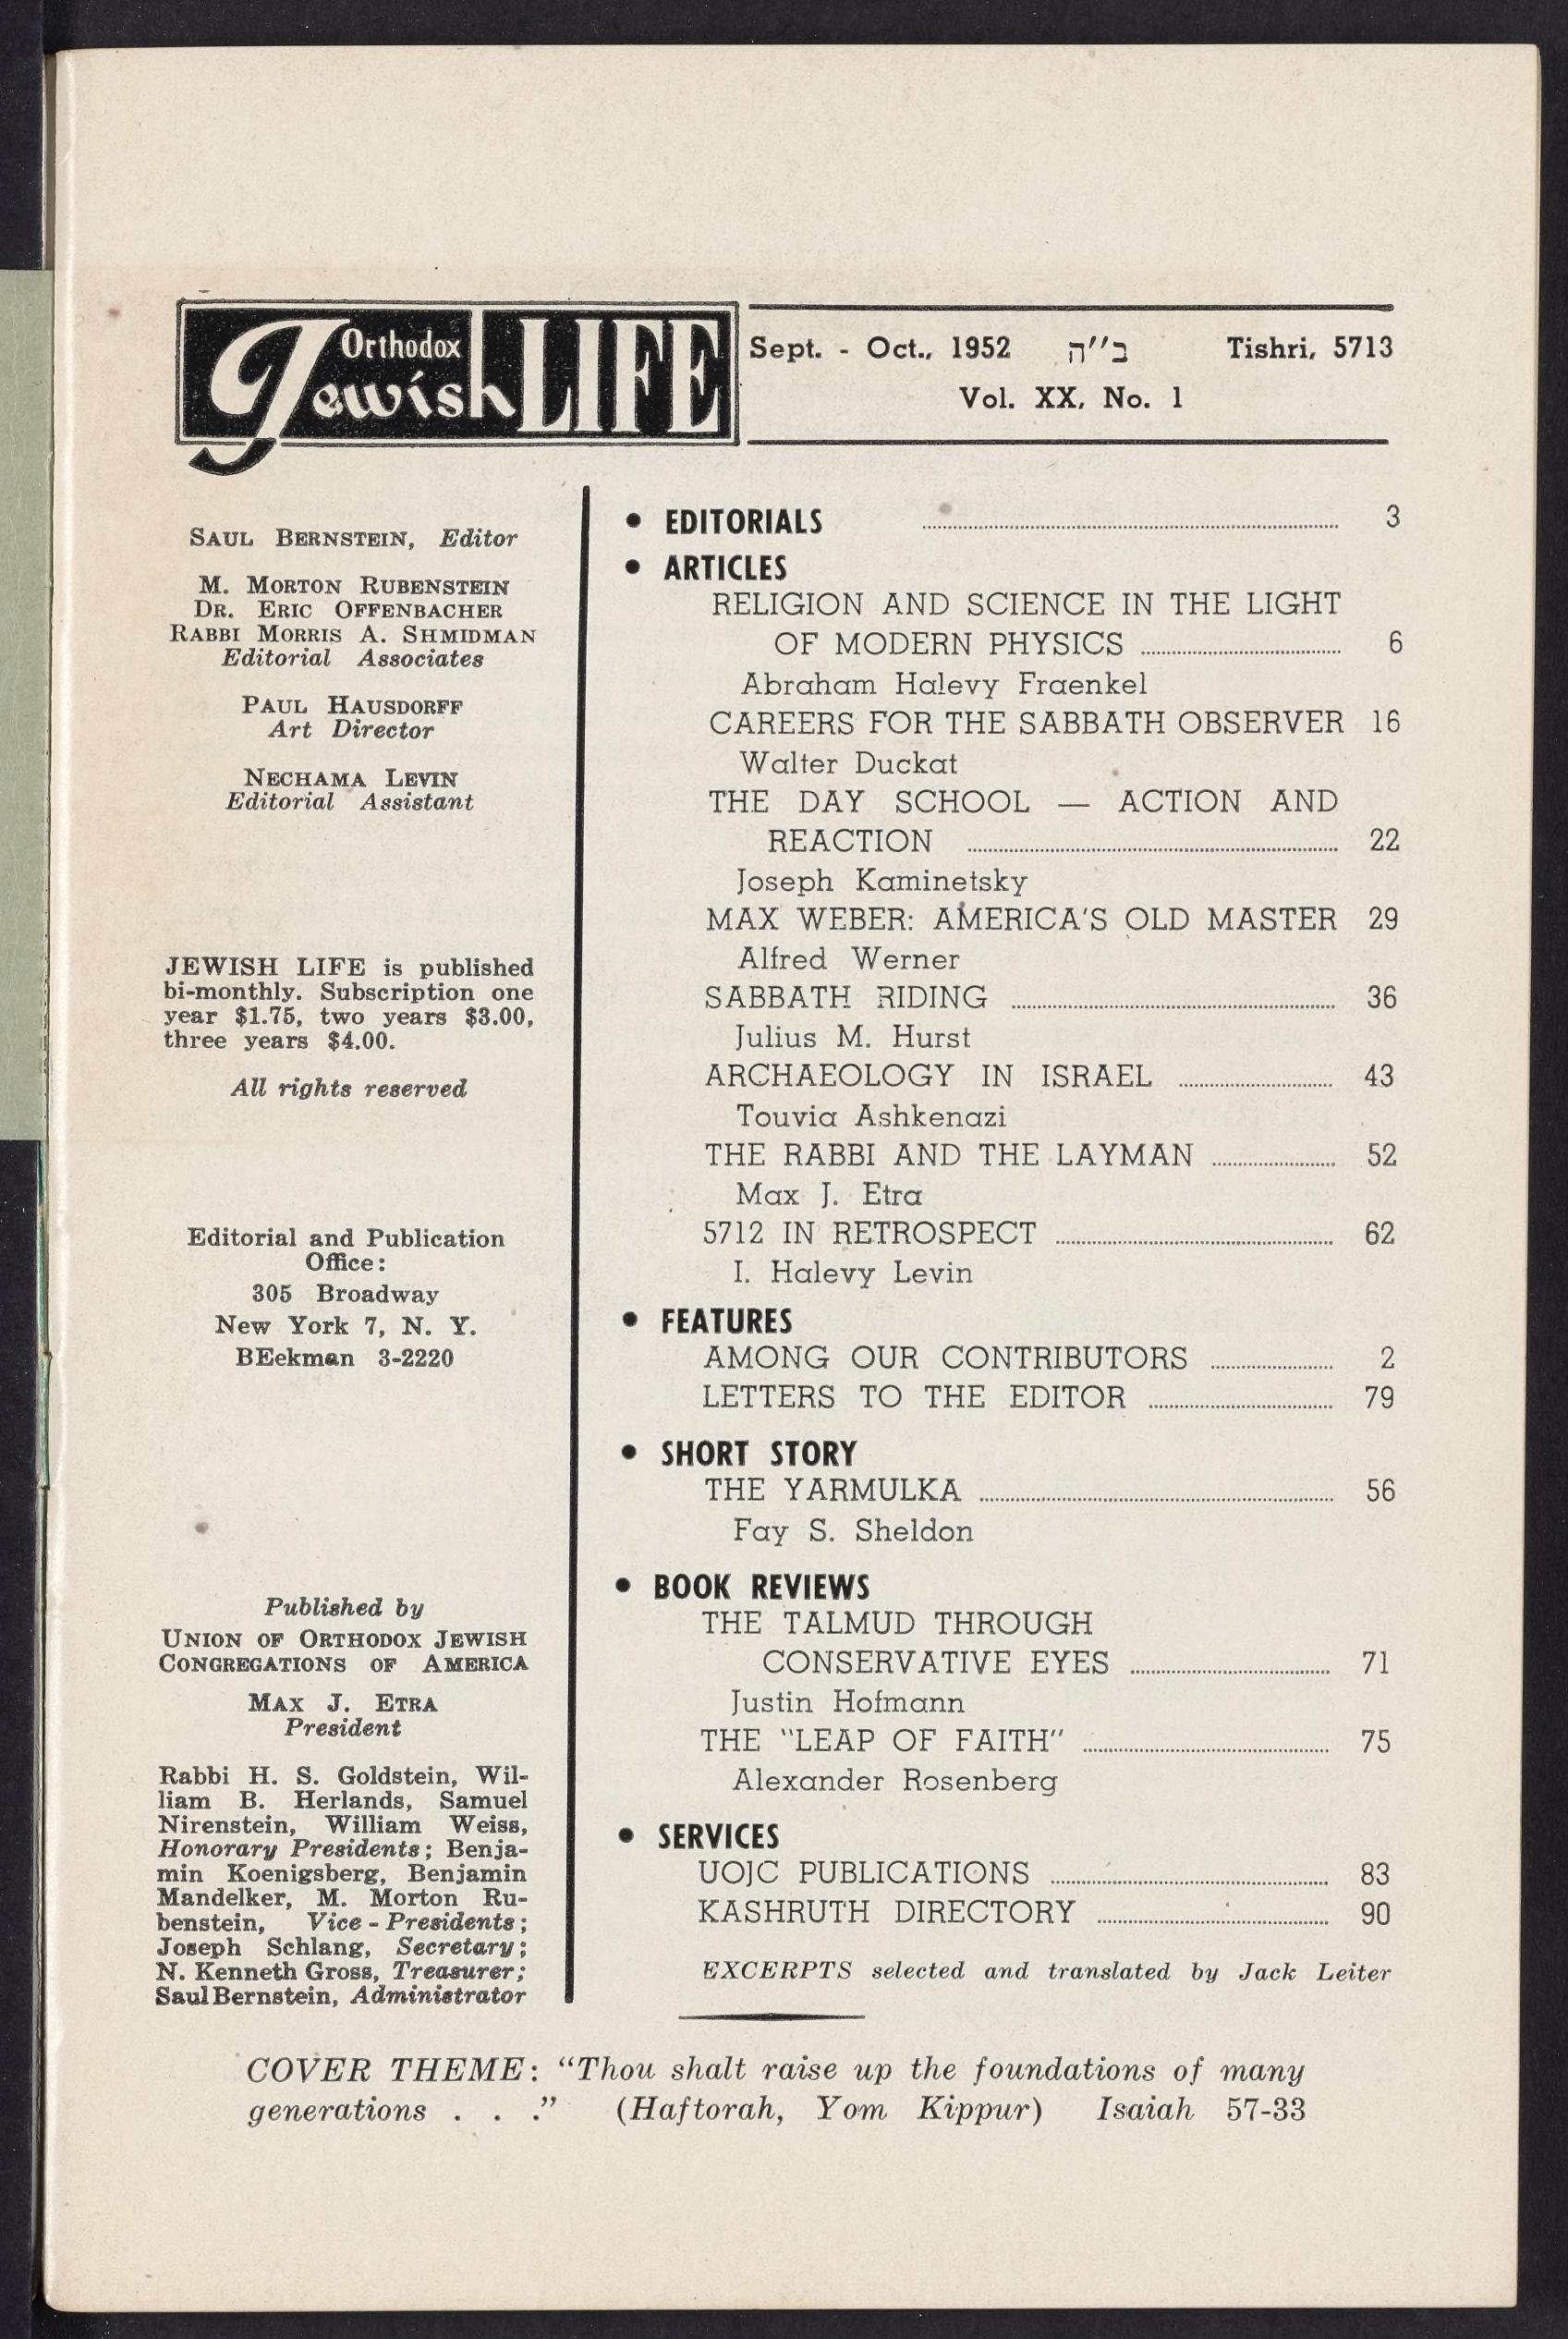 Orthodox
Jewish LIFE
Sept. - Oct., 1952 ב״ה Tishri, 5713
Vol. XX, No. 1
SAUL BERNSTEIN, Editor
M. MORTON RUBENSTEIN
DR. ERIC OFFENBACHER
RABBI MORRIS A. SHMIDMAN
Editorial Associates
PAUL HAUSDORFF
Art Director
NECHAMA LEVIN
Editorial Assistant
JEWISH LIFE is published
bi-monthly. Subscription one
year $1.75, two years $3.00,
three years $4.00.
All rights reserved
Editorial and Publication
Office:
305 Broadway
New York 7, N. Y.
BEekman 3-2220
Published by
UNION OF ORTHODOX JEWISH
CONGREGATIONS OF AMERICA
MAX J. ETRA
President
Rabbi H. S. Goldstein, Wil-
liam B. Herlands, Samuel
Nirenstein, William Weiss,
Honorary Presidents; Benja-
min Koenigsberg, Benjamin
Mandelker, M. Morton Ru-
benstein, Vice - Presidents;
Joseph Schlang, Secretary;
N. Kenneth Gross, Treasurer;
Saul Bernstein, Administrator
• EDITORIALS 3
• ARTICLES
RELIGION AND SCIENCE IN THE LIGHT
OF MODERN PHYSICS 6
Abraham Halevy Fraenkel
CAREERS FOR THE SABBATH OBSERVER 16
Walter Duckat
THE DAY SCHOOL — ACTION AND
REACTION 22
Joseph Kaminetsky
MAX WEBER: AMERICA'S OLD MASTER 29
Alfred Werner
SABBATH RIDING 36
Julius M. Hurst
ARCHAEOLOGY IN ISRAEL 43
Touvia Ashkenazi
THE RABBI AND THE LAYMAN 52
Max J. Etra
5712 IN RETROSPECT 62
I. Halevy Levin
• FEATURES
AMONG OUR CONTRIBUTORS 2
LETTERS TO THE EDITOR 79
• SHORT STORY
THE YARMULKA 56
Fay S. Sheldon
• BOOK REVIEWS
THE TALMUD THROUGH
CONSERVATIVE EYES 71
Justin Hofmann
THE "LEAP OF FAITH" 75
Alexander Rosenberg
• SERVICES
UOJC PUBLICATIONS 83
KASHRUTH DIRECTORY 90
EXCERPTS selected and translated by Jack Leiter
COVER THEME: “Thou shalt raise up the foundations of many
generations . . .” (Haftorah, Yom Kippur) Isaiah 57-33